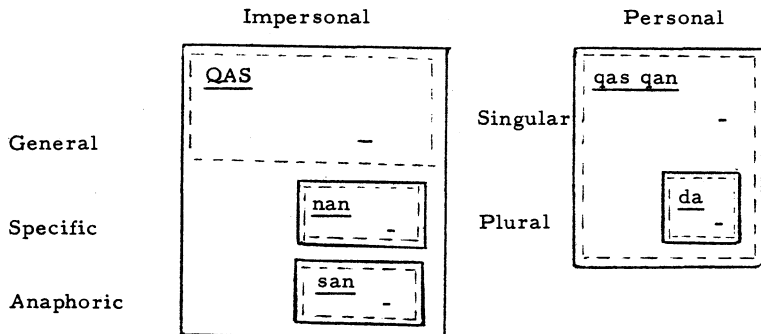 Impersonal
Personal
QAS
qas qan
Singular
General
nan
da
Specific
Plural
san
Anaphoric